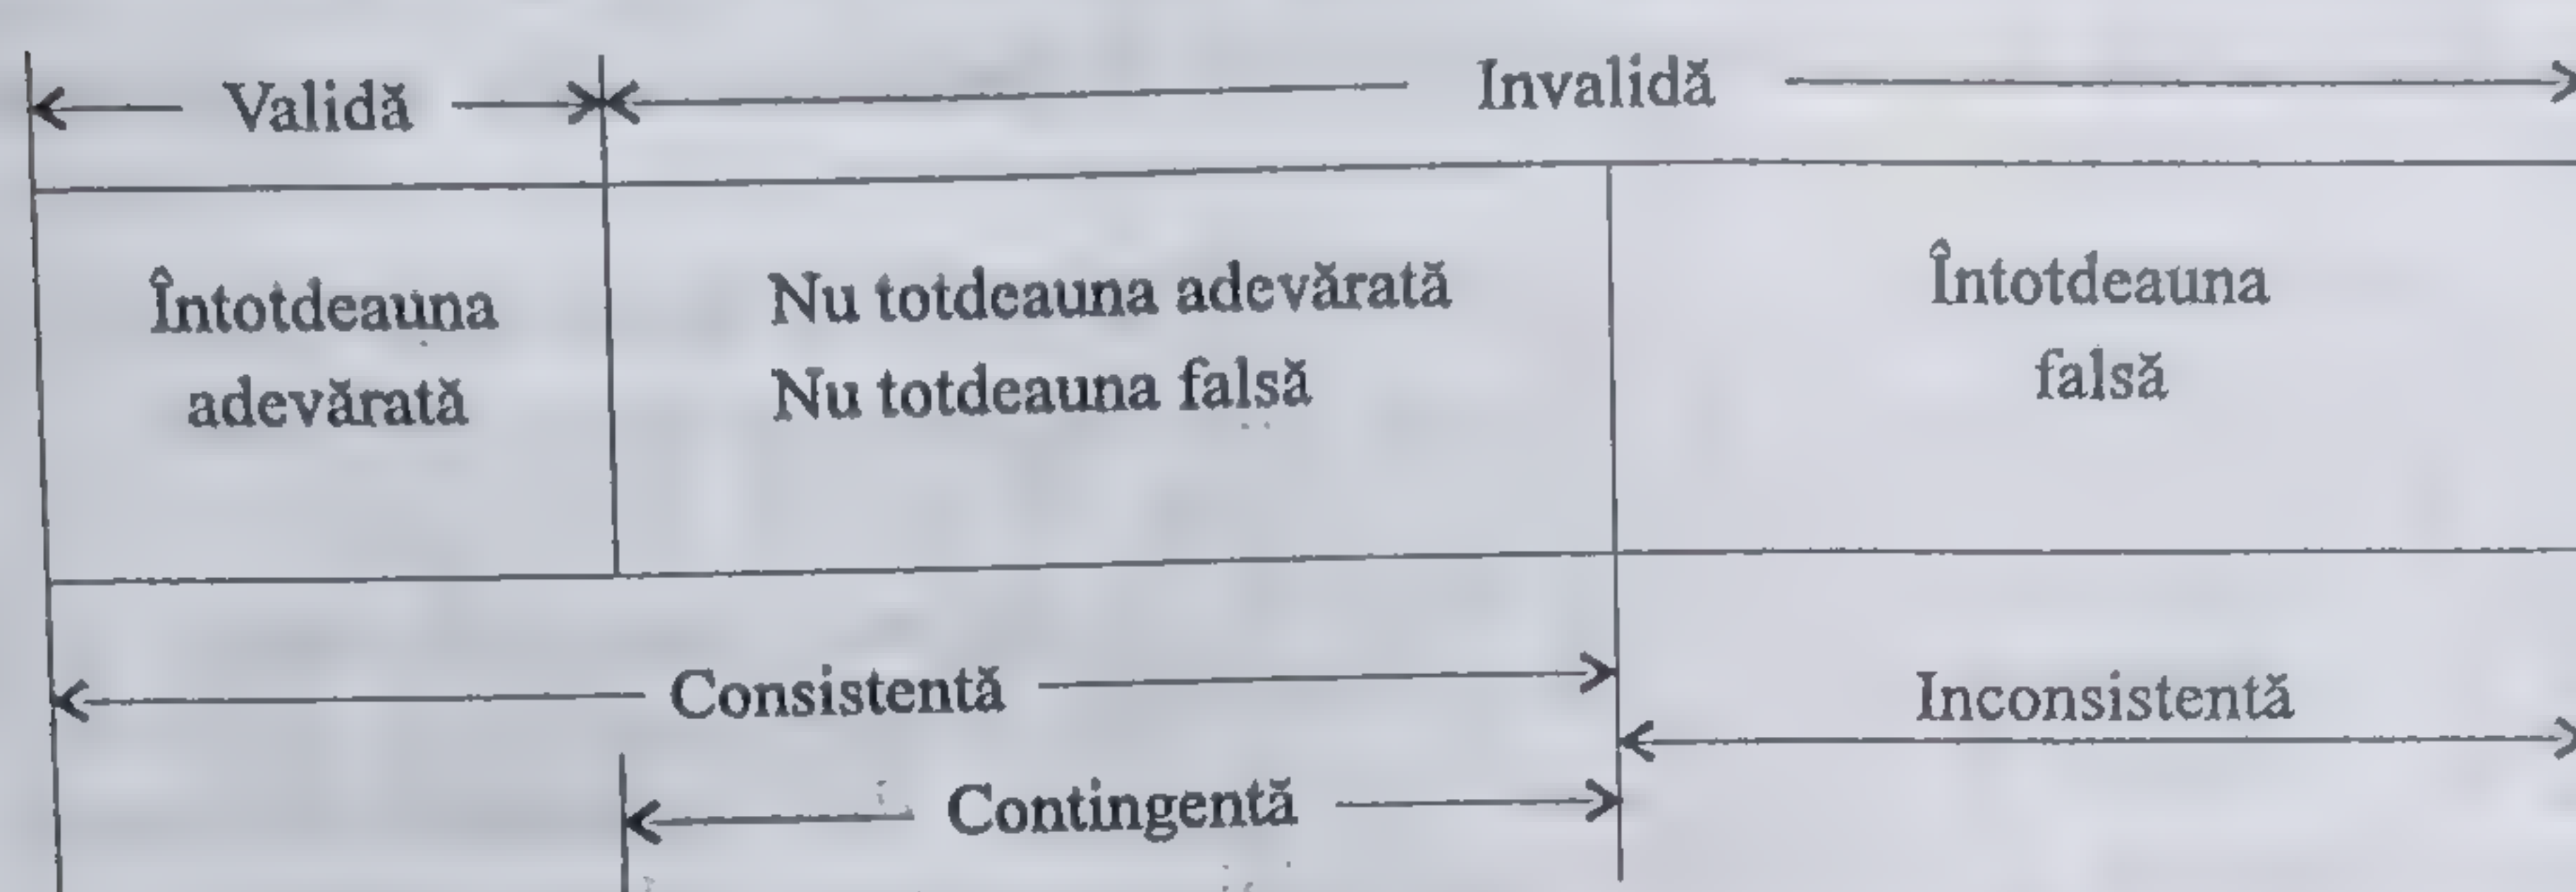 Validă
Invalidă
Întotdeauna
adevărată
Nu totdeauna adevărată
Nu totdeauna falsă
Întotdeauna
falsă
Consistentă
Inconsistentă
Contingentă